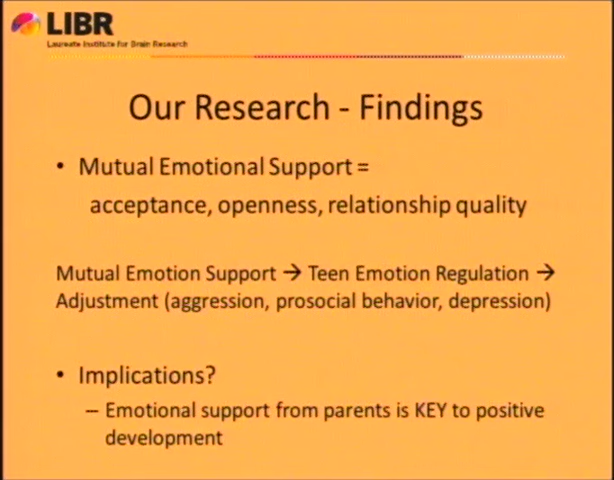 LIBR
Laureate Institute for Brain Research
Our Research - Findings
• Mutual Emotional Support =
acceptance, openness, relationship quality
Mutual Emotion Support → Teen Emotion Regulation →
Adjustment (aggression, prosocial behavior, depression)
• Implications?
– Emotional support from parents is KEY to positive
development